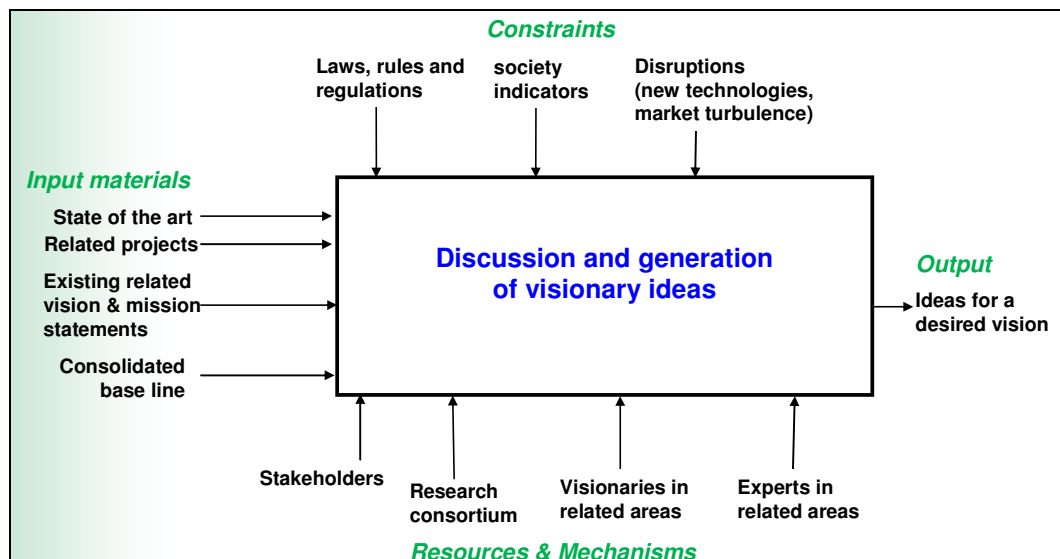 Constraints
Laws, rules and
regulations
society
indicators
Disruptions
(new technologies,
market turbulence)
Input materials
State of the art
Related projects
Existing related
vision & mission
statements
Consolidated
base line
Discussion and generation
of visionary ideas
Output
Ideas for a
desired vision
Stakeholders
Research
consortium
Visionaries in
related areas
Experts in
related areas
Resources & Mechanisms